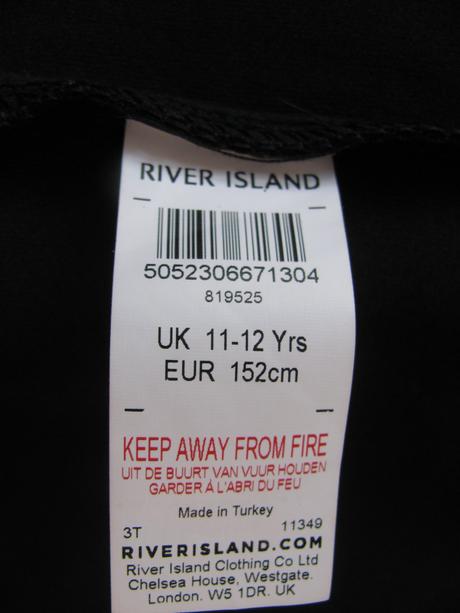 RIVER ISLAND
5052306671304
819525
UK 11-12 Yrs
EUR 152cm
KEEP AWAY FROM FIRE
UIT DE BUURT VAN VUUR HOUDEN
GARDER À L'ABRI DU FEU
Made in Turkey
3T 11349
RIVERISLAND.COM
River Island Clothing Co Ltd
Chelsea House, Westgate.
London. W5 1DR. UK